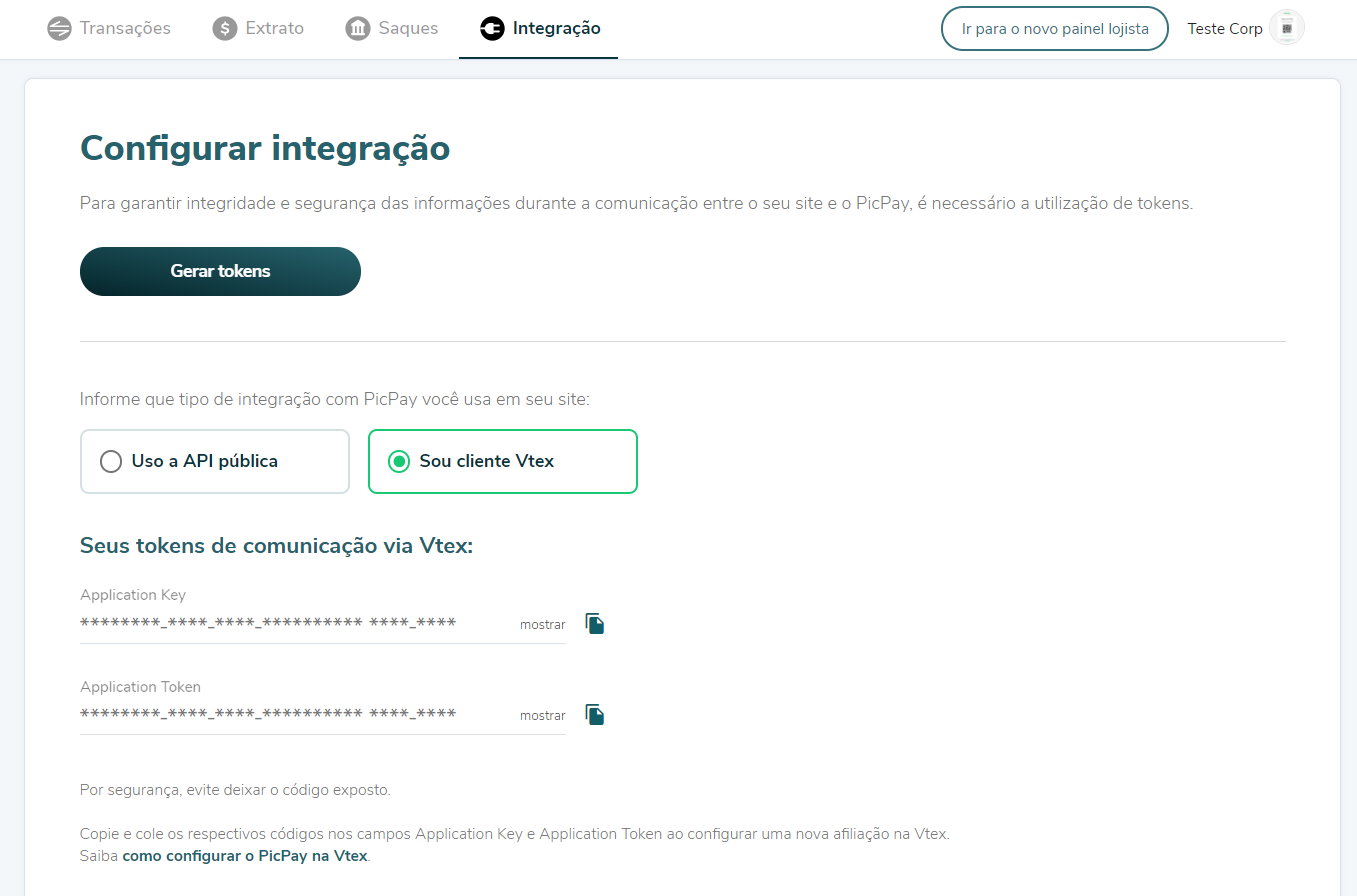 Transações
Extrato
Saques
Integração
Ir para o novo painel lojista
Teste Corp
Configurar integração
Para garantir integridade e segurança das informações durante a comunicação entre o seu site e o PicPay, é necessário a utilização de tokens.
Gerar tokens
Informe que tipo de integração com PicPay você usa em seu site:
Uso a API pública
Sou cliente Vtex
Seus tokens de comunicação via Vtex:
Application Key
********_****_****_********** ****_****
mostrar
Application Token
********_****_****_********** ****_****
mostrar
Por segurança, evite deixar o código exposto.
Copie e cole os respectivos códigos nos campos Application Key e Application Token ao configurar uma nova afiliação na Vtex.
Saiba como configurar o PicPay na Vtex.